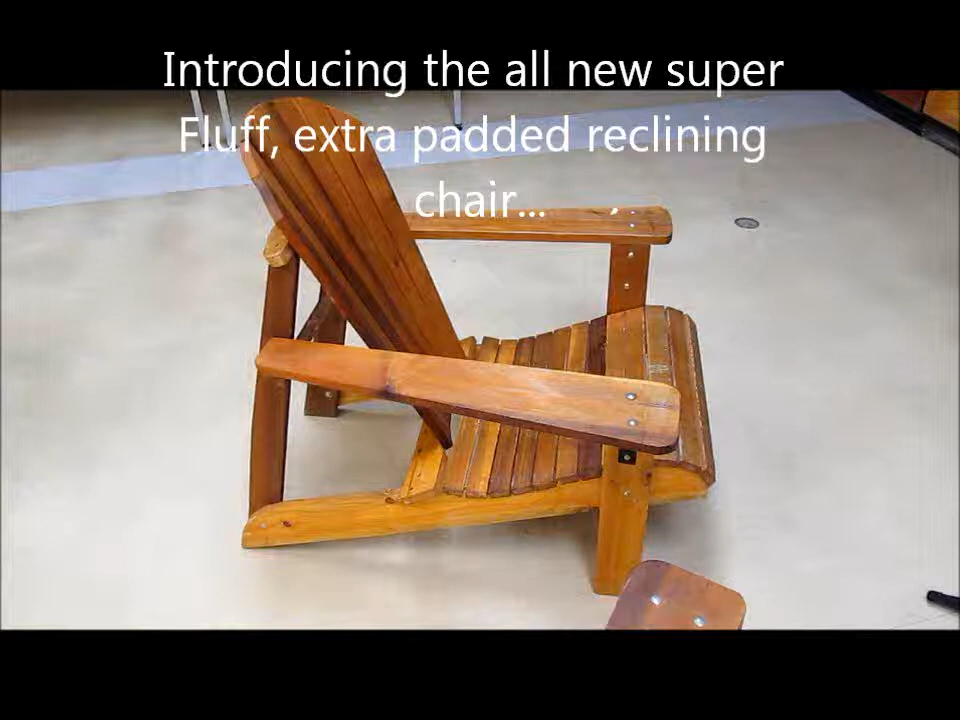 Introducing the all new super
Fluff, extra padded reclining
chair...